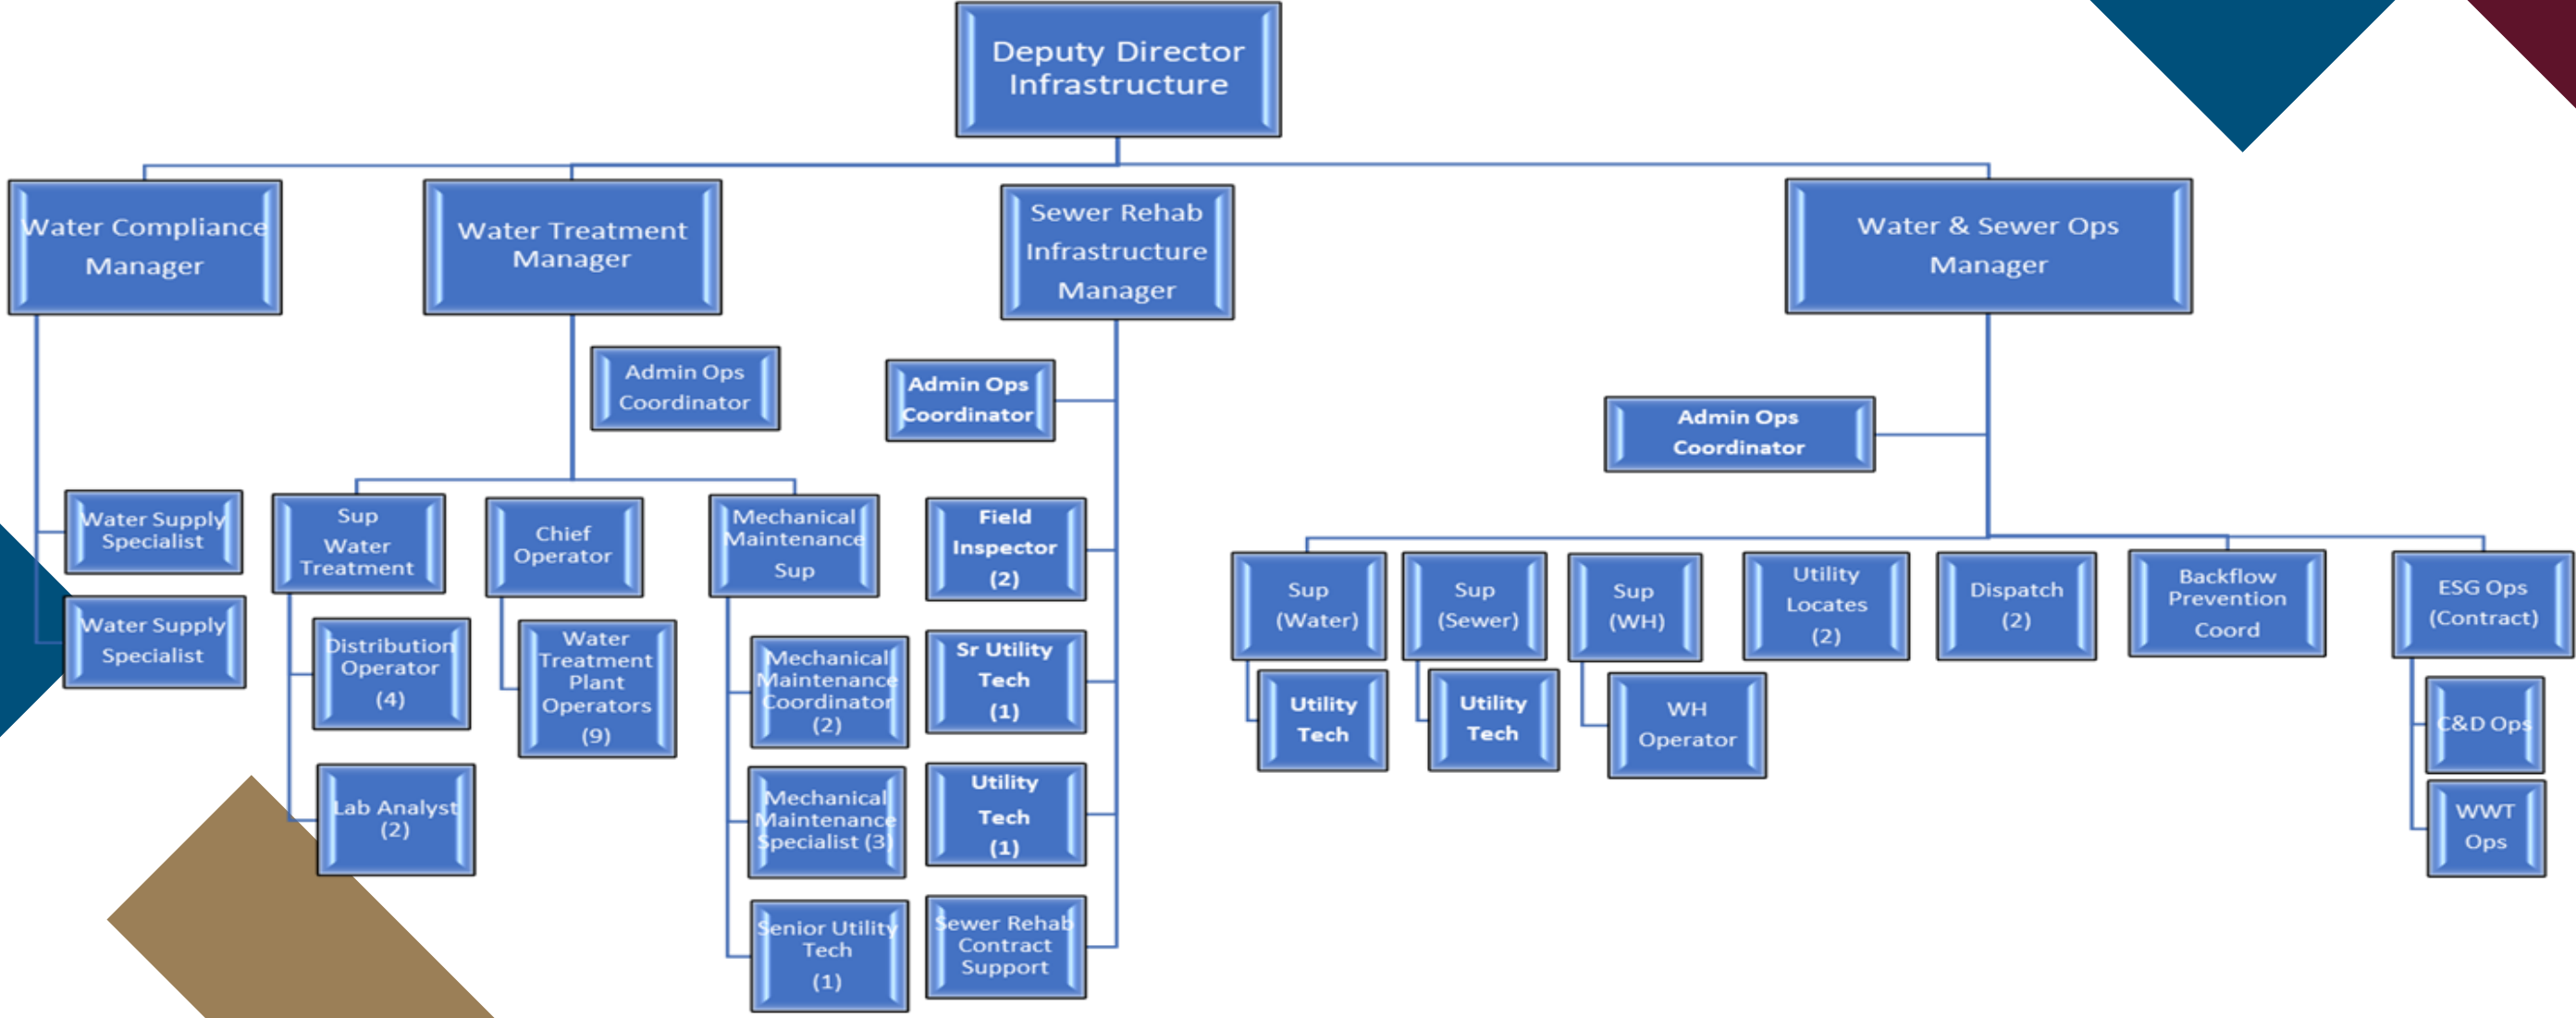 Deputy Director
Infrastructure
Water Compliance
Manager
Water Treatment
Manager
Sewer Rehab
Infrastructure
Manager
Water & Sewer Ops
Manager
Admin Ops
Coordinator
Admin Ops
Coordinator
Admin Ops
Coordinator
Water Supply
Specialist
Water Supply
Specialist
Sup
Water
Treatment
Distribution
Operator
(4)
Lab Analyst
(2)
Chief
Operator
Water
Treatment
Plant
Operators
(9)
Mechanical
Maintenance
Sup
Mechanical
Maintenance
Coordinator
(2)
Mechanical
Maintenance
Specialist (3)
Senior Utility
Tech
(1)
Field
Inspector
(2)
Sr Utility
Tech
(1)
Utility
Tech
(1)
Sewer Rehab
Contract
Support
Sup
(Water)
Utility
Tech
Sup
(Sewer)
Utility
Tech
Sup
(WH)
WH
Operator
Utility
Locates
(2)
Dispatch
(2)
Backflow
Prevention
Coord
ESG Ops
(Contract)
C&D Ops
WWT
Ops